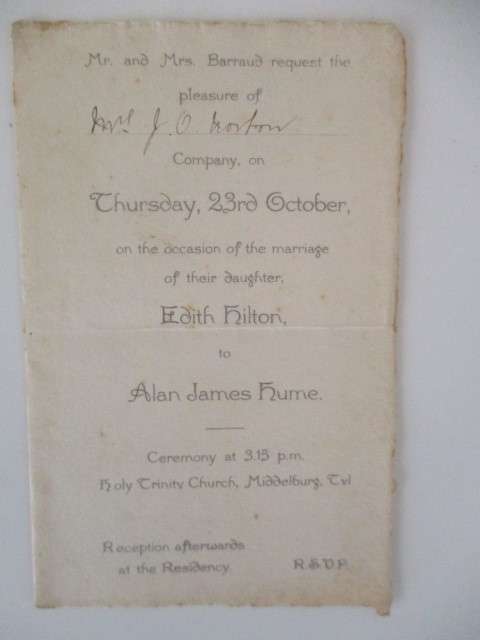 Mr. and Mrs. Barraud request the
pleasure of
Mrs J. O. Norton
Company, on
Thursday, 23rd October,
on the occasion of the marriage
of their daughter,
Edith Hilton,
to
Alan James Hume.
Ceremony at 3.15 p.m.
Holy Trinity Church, Middelburg, Tvl
Reception afterwards
at the Residency
R.S.V.P.